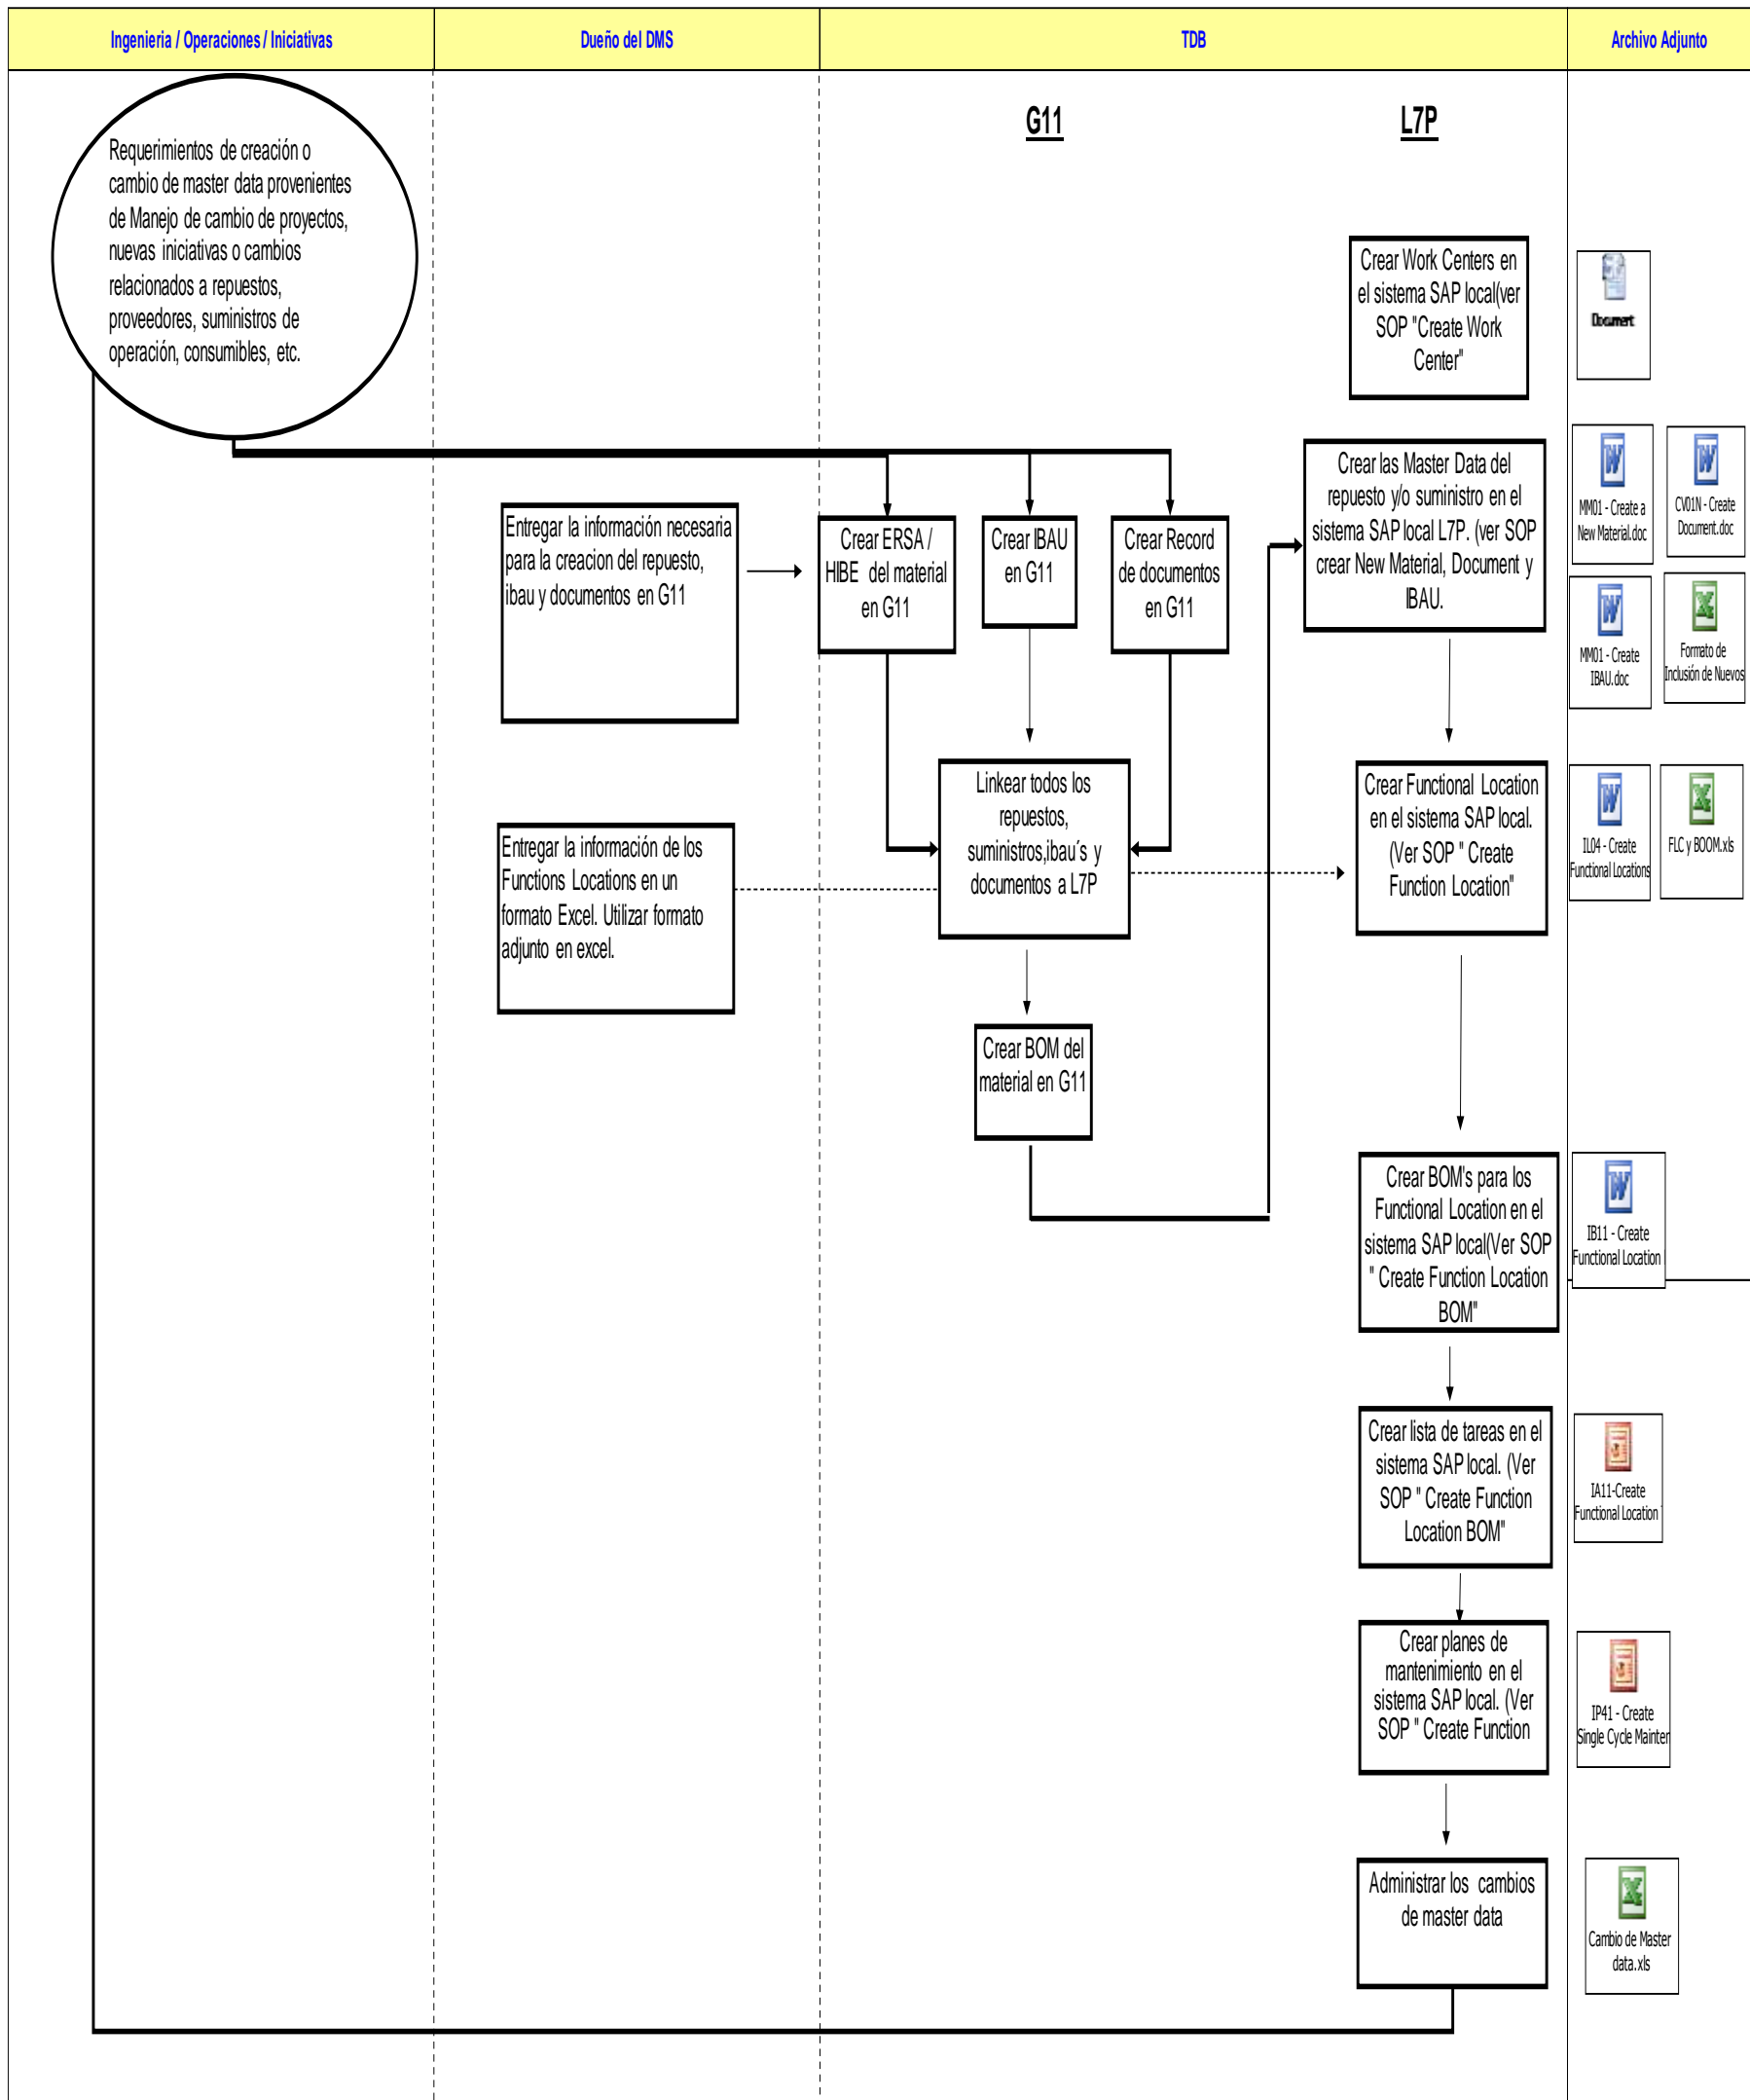 Ingenieria / Operaciones / Iniciativas
Dueño del DMS
TDB
Archivo Adjunto
G11
L7P
Requerimientos de creación o
cambio de master data provenientes
de Manejo de cambio de proyectos,
nuevas iniciativas o cambios
relacionados a repuestos,
proveedores, suministros de
operación, consumibles, etc.
Crear Work Centers en
el sistema SAP local(ver
SOP "Create Work
Center"
Document
Entregar la información necesaria
para la creacion del repuesto,
ibau y documentos en G11
Crear ERSA /
HIBE del material
en G11
Crear IBAU
en G11
Crear Record
de documentos
en G11
Crear las Master Data del
repuesto y/o suministro en el
sistema SAP local L7P. (ver SOP
crear New Material, Document y
IBAU.
MM01 - Create a
New Material.doc
CV01N - Create
Document.doc
MM01 - Create
IBAU.doc
Formato de
Inclusión de Nuevos
Entregar la información de los
Functions Locations en un
formato Excel. Utilizar formato
adjunto en excel.
Linkear todos los
repuestos,
suministros,ibau´s y
documentos a L7P
Crear Functional Location
en el sistema SAP local.
(Ver SOP " Create
Function Location"
IL04 - Create
Functional Locations
FLC y BOOM.xls
Crear BOM del
material en G11
Crear BOM's para los
Functional Location en el
sistema SAP local(Ver SOP
" Create Function Location
BOM"
IB11 - Create
Functional Location
Crear lista de tareas en el
sistema SAP local. (Ver
SOP " Create Function
Location BOM"
IA11-Create
Functional Location
Crear planes de
mantenimiento en el
sistema SAP local. (Ver
SOP " Create Function
IP41 - Create
Single Cycle Mainter
Administrar los cambios
de master data
Cambio de Master
data.xls